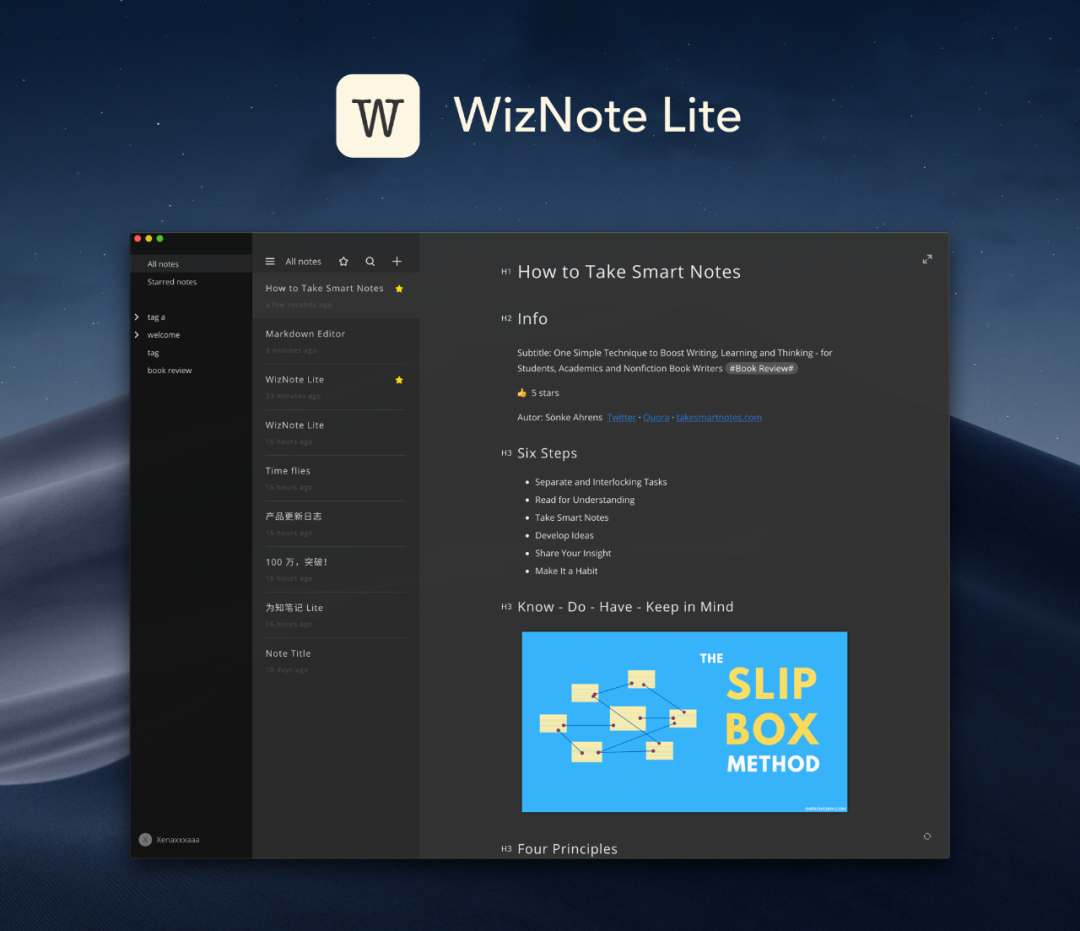 W
WizNote Lite
All notes
Starred notes
tag a
welcome
tag
book review
X Xenaxxxaaa
All notes
How to Take Smart Notes
a few seconds ago
Markdown Editor
3 minutes ago
WizNote Lite
33 minutes ago
WizNote Lite
16 hours ago
Time flies
16 hours ago
产品更新日志
16 hours ago
100 万，突破！
16 hours ago
为知笔记 Lite
16 hours ago
Note Title
H1 How to Take Smart Notes
H2 Info
Subtitle: One Simple Technique to Boost Writing, Learning and Thinking - for
Students, Academics and Nonfiction Book Writers #Book Review#
👍 5 stars
Autor: Sönke Ahrens Twitter · Quora · takesmartnotes.com
H3 Six Steps
• Separate and Interlocking Tasks
• Read for Understanding
• Take Smart Notes
• Develop Ideas
• Share Your Insight
• Make It a Habit
H3 Know - Do - Have - Keep in Mind
THE
SLIP
BOX
METHOD
H3 Four Principles